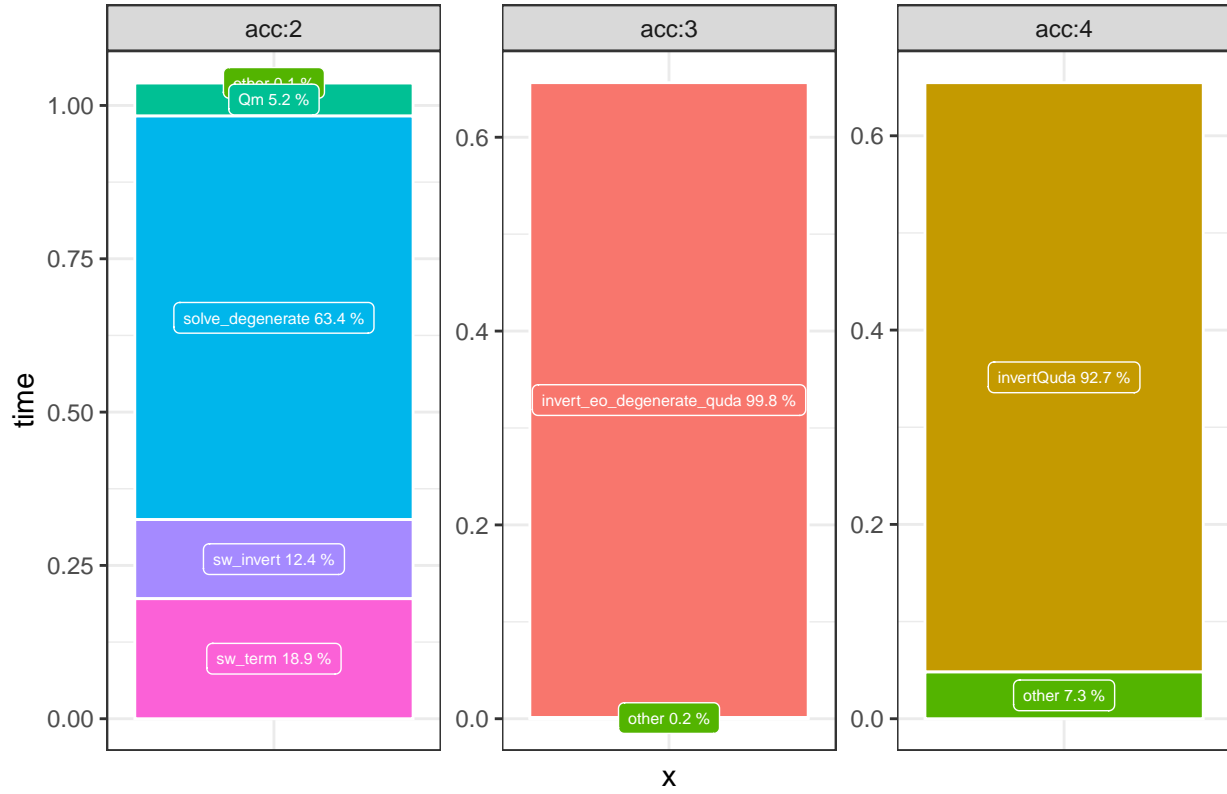 acc:2
acc:3
acc:4
time
1.00
0.75
0.50
0.25
0.00
other 0.1 %
Qm 5.2 %
solve_degenerate 63.4 %
sw_invert 12.4 %
sw_term 18.9 %
0.6
0.4
0.2
0.0
invert_eo_degenerate_quda 99.8 %
other 0.2 %
0.6
0.4
0.2
0.0
invertQuda 92.7 %
other 7.3 %
x